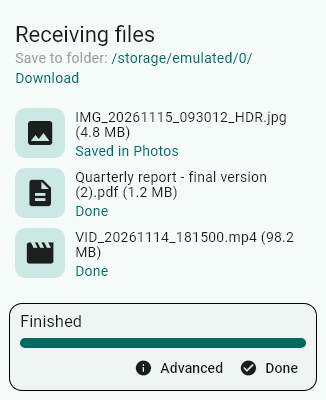 Receiving files
Save to folder: /storage/emulated/0/
Download
IMG_20261115_093012_HDR.jpg
(4.8 MB)
Saved in Photos
Quarterly report - final version
(2).pdf (1.2 MB)
Done
VID_20261114_181500.mp4 (98.2
MB)
Done
Finished
Advanced Done